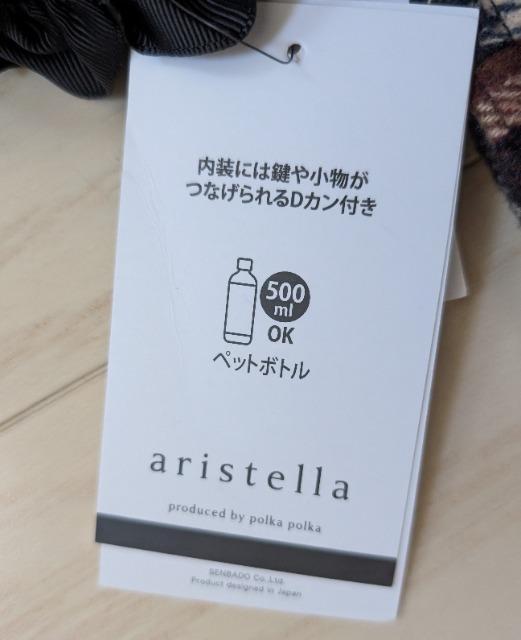 内装には鍵や小物が
つなげられるDカン付き
500
ml
OK
ペットボトル
aristella
produced by polka polka
SENBADO Co.,Ltd.
Product designed in Japan